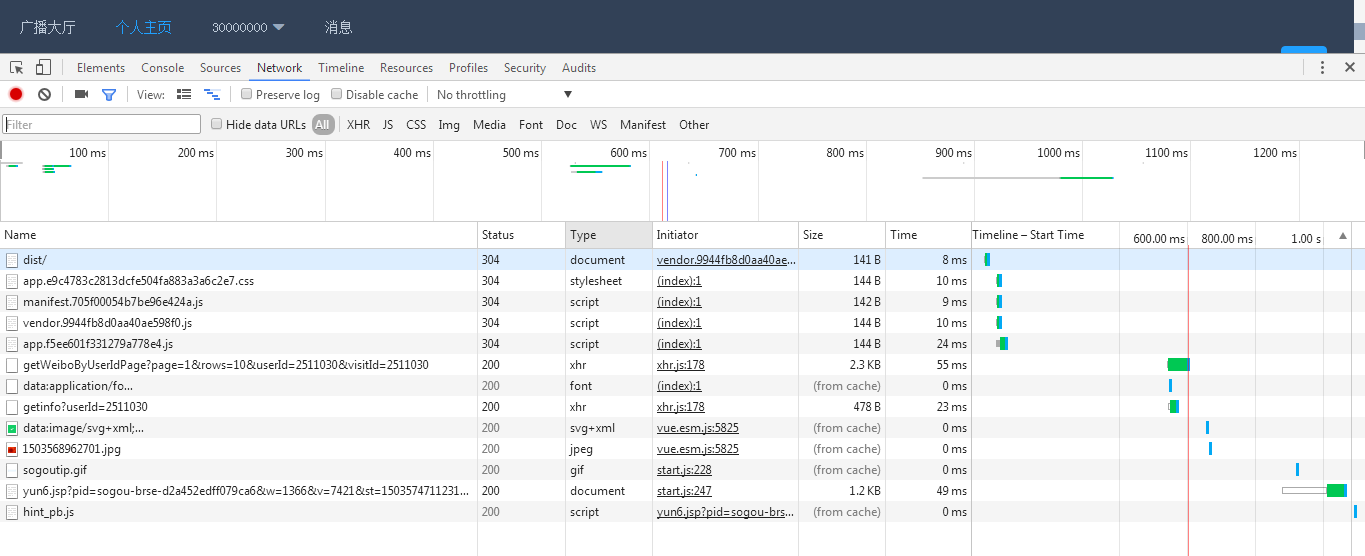 广播大厅 个人主页 30000000 消息
Elements Console Sources Network Timeline Resources Profiles Security Audits
View: Preserve log Disable cache No throttling
Filter Hide data URLs All XHR JS CSS Img Media Font Doc WS Manifest Other
100 ms 200 ms 300 ms 400 ms 500 ms 600 ms 700 ms 800 ms 900 ms 1000 ms 1100 ms 1200 ms
Name Status Type Initiator Size Time Timeline – Start Time 600.00 ms 800.00 ms 1.00 s
dist/ 304 document vendor.9944fb8d0aa40ae... 141 B 8 ms
app.e9c4783c2813dcfe504fa883a3a6c2e7.css 304 stylesheet (index):1 144 B 10 ms
manifest.705f00054b7be96e424a.js 304 script (index):1 142 B 9 ms
vendor.9944fb8d0aa40ae598f0.js 304 script (index):1 144 B 10 ms
app.f5ee601f331279a778e4.js 304 script (index):1 144 B 24 ms
getWeiboByUserIdPage?page=1&rows=10&userId=2511030&visitId=2511030 200 xhr xhr.js:178 2.3 KB 55 ms
data:application/fo... 200 font (index):1 (from cache) 0 ms
getinfo?userId=2511030 200 xhr xhr.js:178 478 B 23 ms
data:image/svg+xml;... 200 svg+xml vue.esm.js:5825 (from cache) 0 ms
1503568962701.jpg 200 jpeg vue.esm.js:5825 (from cache) 0 ms
sogoutip.gif 200 gif start.js:228 (from cache) 0 ms
yun6.jsp?pid=sogou-brse-d2a452edff079ca6&w=1366&v=7421&st=1503574711231... 200 document start.js:247 1.2 KB 49 ms
hint_pb.js 200 script yun6.jsp?pid=sogou-brs... (from cache) 0 ms